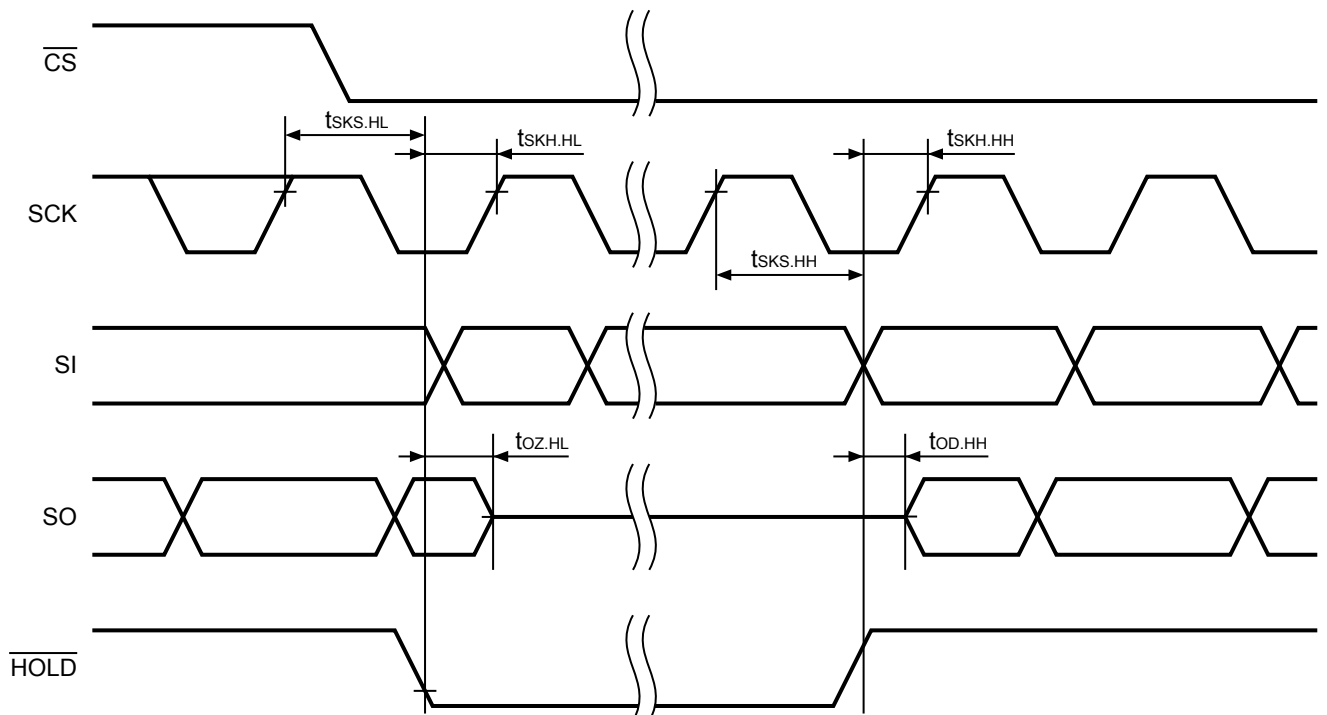 CS
tSKS.HL
tSKH.HL
tSKH.HH
SCK
tSKS.HH
SI
tOZ.HL
tOD.HH
SO
HOLD